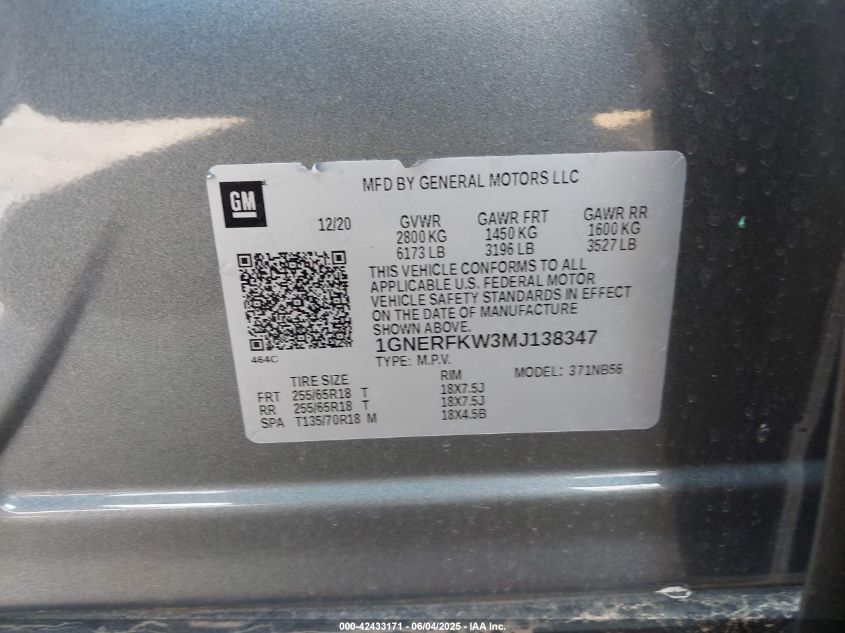 MFD BY GENERAL MOTORS LLC
GM
12/20 GVWR GAWR FRT GAWR RR
2800 KG 1450 KG 1600 KG
6173 LB 3196 LB 3527 LB
THIS VEHICLE CONFORMS TO ALL
APPLICABLE U.S. FEDERAL MOTOR
VEHICLE SAFETY STANDARDS IN EFFECT
ON THE DATE OF MANUFACTURE
SHOWN ABOVE.
464C
1GNERFKW3MJ138347
TYPE: M.P.V. MODEL: 371NB56
TIRE SIZE RIM
FRT 255/65R18 T 18X7.5J
RR 255/65R18 T 18X7.5J
SPA T135/70R18 M 18X4.5B
000-42433171 - 06/04/2025 - IAA Inc.